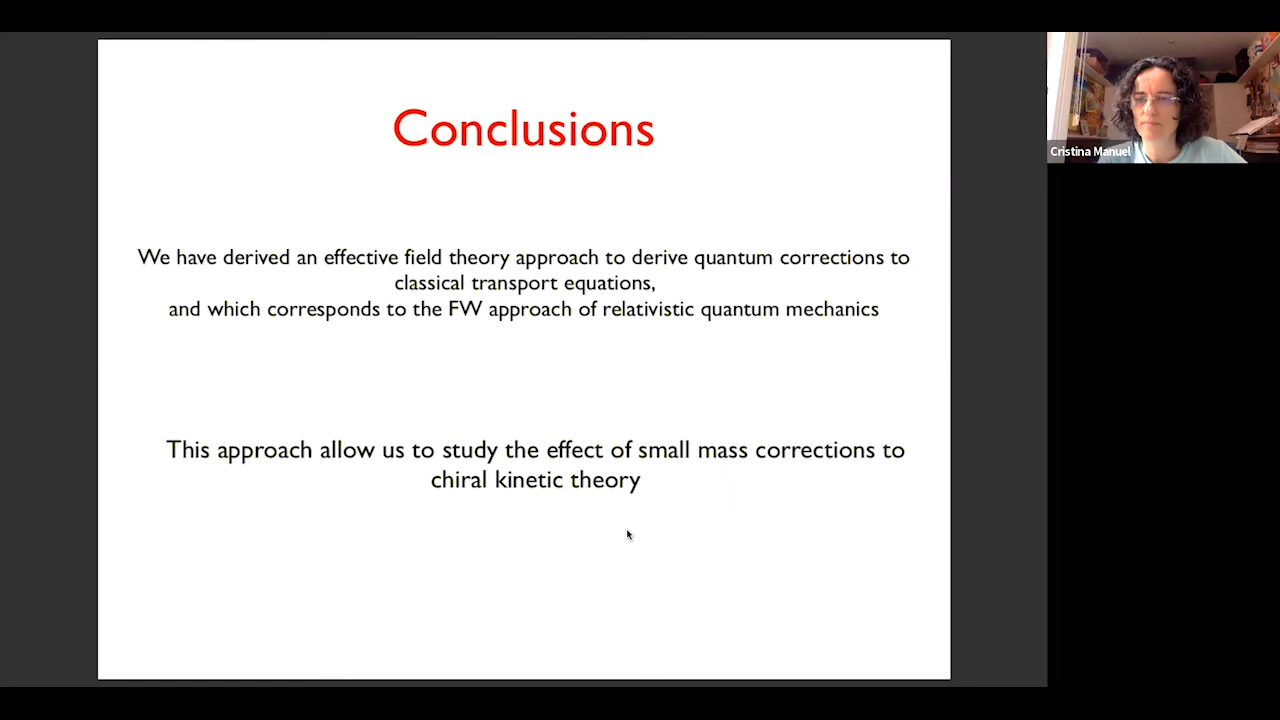 Conclusions
We have derived an effective field theory approach to derive quantum corrections to
classical transport equations,
and which corresponds to the FW approach of relativistic quantum mechanics
This approach allow us to study the effect of small mass corrections to
chiral kinetic theory
Cristina Manuel